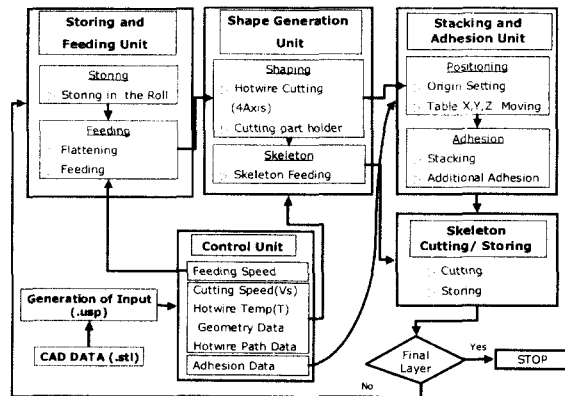 Storing and
Feeding Unit
Storing
Storing in the Roll
Feeding
Flattening
Feeding
Shape Generation
Unit
Shaping
Hotwire Cutting
(4Axis)
Cutting part holder
Skeleton
Skeleton Feeding
Stacking and
Adhesion Unit
Positioning
Origin Setting
Table X,Y,Z Moving
Adhesion
Stacking
Additional Adhesion
Skeleton
Cutting/ Storing
Cutting
Storing
Control Unit
Feeding Speed
Cutting Speed(Vs)
Hotwire Temp(T)
Geometry Data
Hotwire Path Data
Adhesion Data
Generation of Input
(.usp)
CAD DATA (.stl)
Final
Layer
Yes
STOP
No